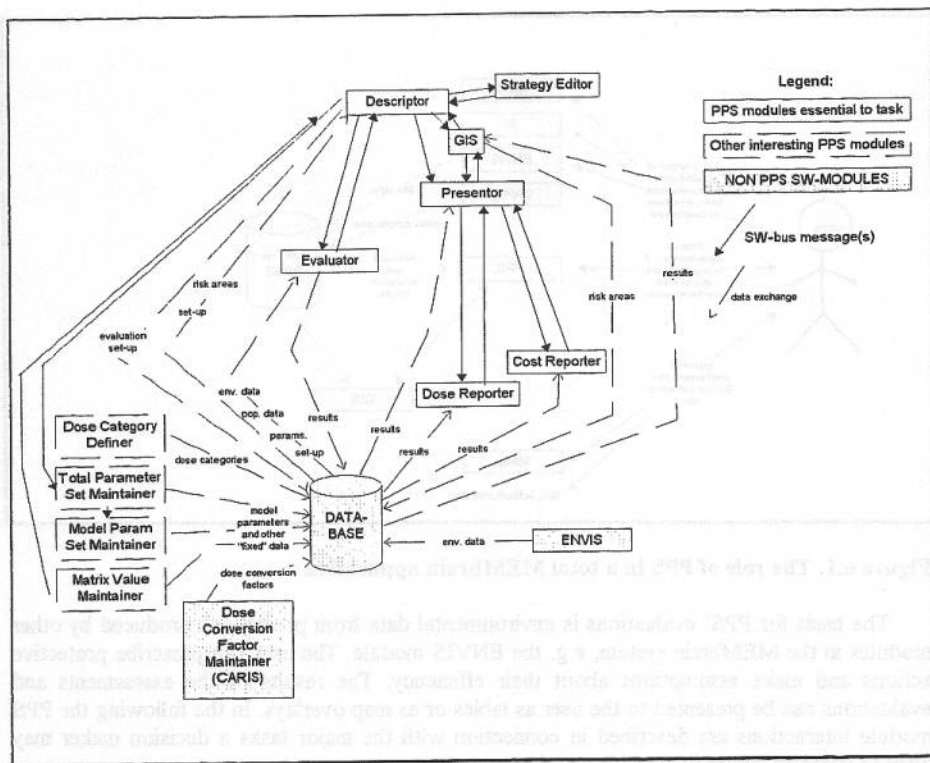 Strategy Editor
Descriptor
GIS
Presentor
Evaluator
Legend:
PPS modules essential to task
Other interesting PPS modules
NON PPS SW-MODULES
SW-bus message(s)
data exchange
results
risk areas
risk areas
set-up
evaluation
set-up
Cost Reporter
Dose Reporter
env. data
pop. data
params.
set-up
results
results
results
results
Dose Category
Definer
dose categories
Total Parameter
Set Maintainer
Model Param
Set Maintainer
Matrix Value
Maintainer
model
parameters
and other
"fixed" data
dose conversion
factors
DATA-
BASE
env. data
ENVIS
Dose
Conversion
Factor
Maintainer
(CARIS)
Figure 6.1. The role of PPS in a total MEMbrain
The basis for PPS' evaluations is environmental data from produced by other
modules in the MEMbrain system, e.g. the ENVIS module. The describe protective
actions and make assumptions about their efficiency. The results assessments and
evaluations can be presented to the user as tables or as map overlays. In the following the PPS
module interactions are described in connection with the major tasks a decision maker may